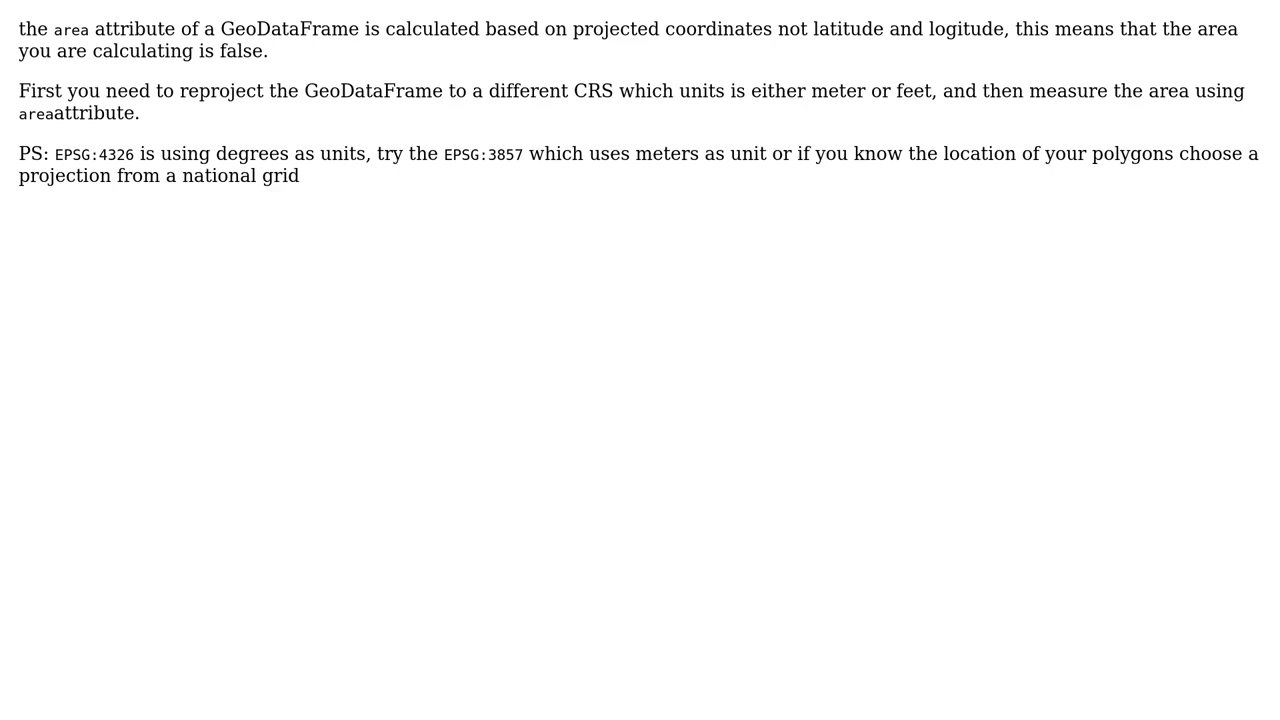 the area attribute of a GeoDataFrame is calculated based on projected coordinates not latitude and logitude, this means that the area
you are calculating is false.
First you need to reproject the GeoDataFrame to a different CRS which units is either meter or feet, and then measure the area using
areaattribute.
PS: EPSG:4326 is using degrees as units, try the EPSG:3857 which uses meters as unit or if you know the location of your polygons choose a
projection from a national grid